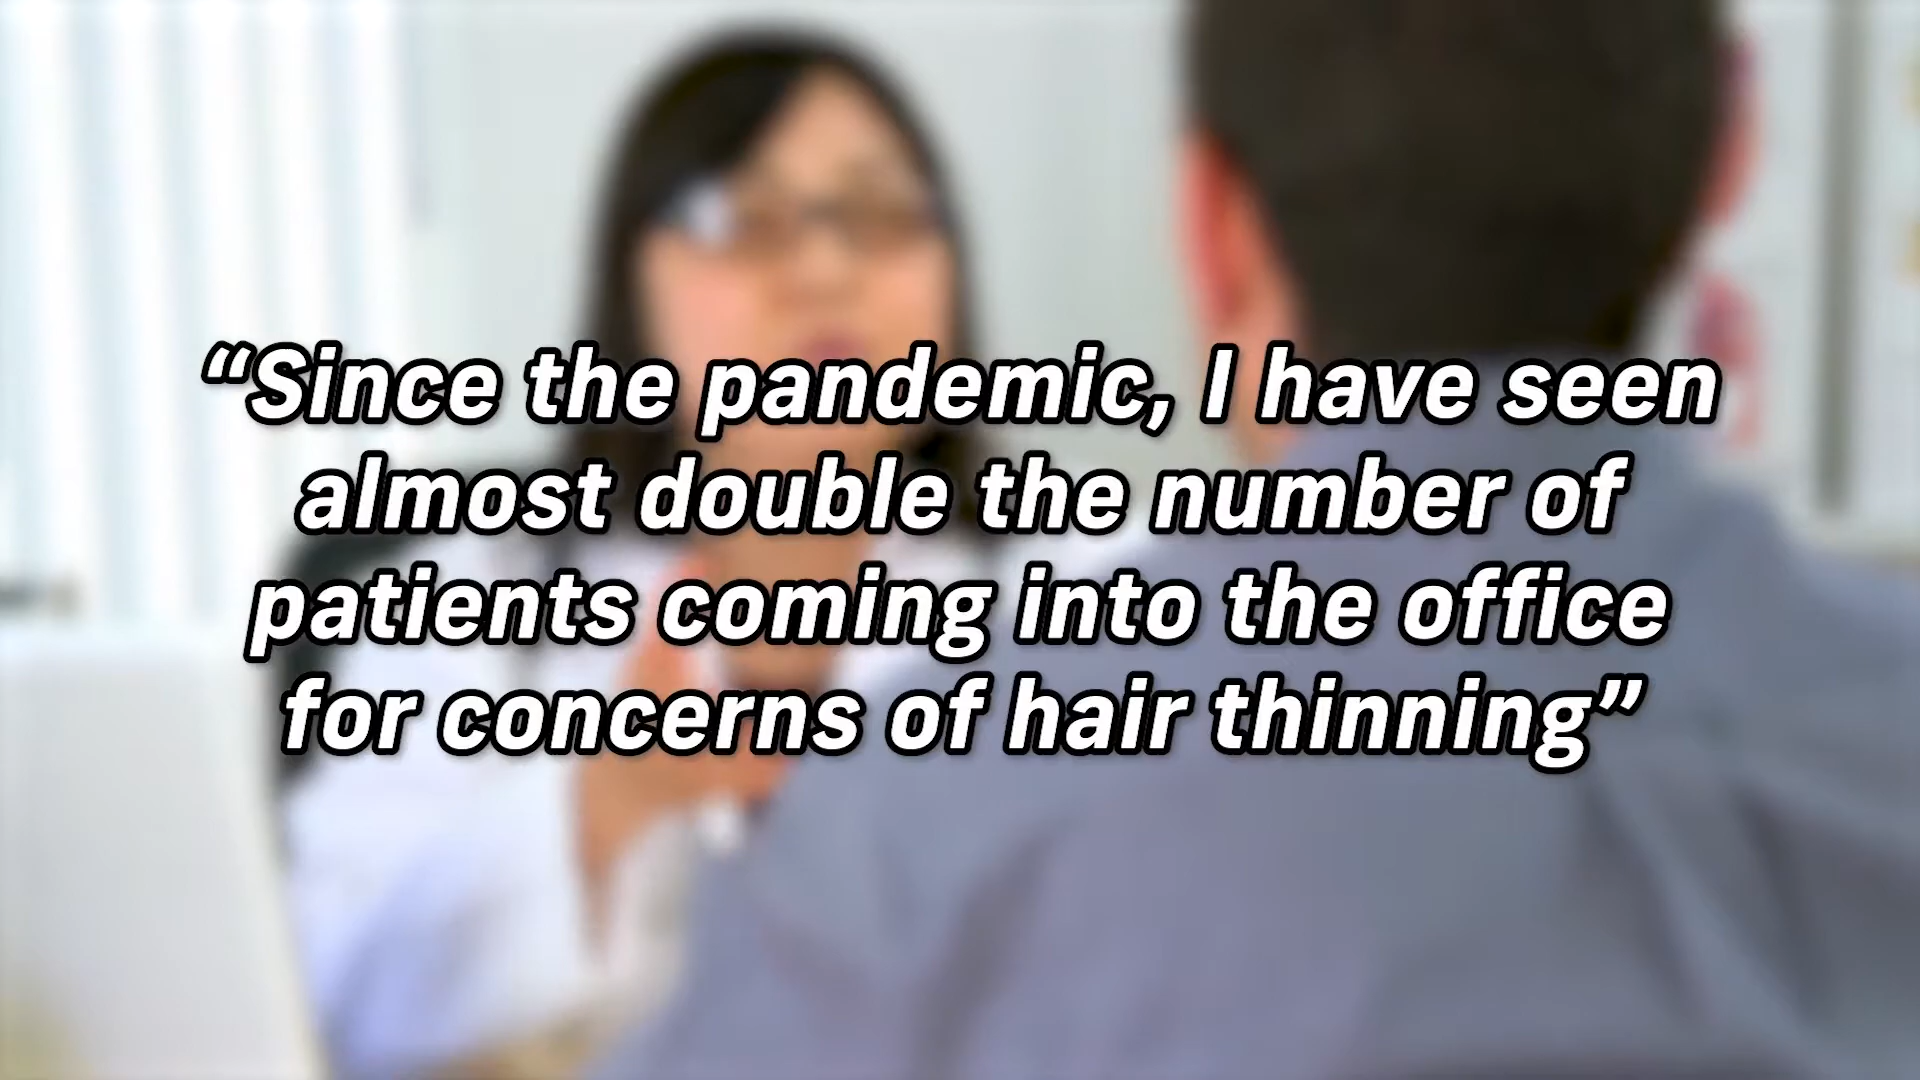 “Since the pandemic, I have seen
almost double the number of
patients coming into the office
for concerns of hair thinning”